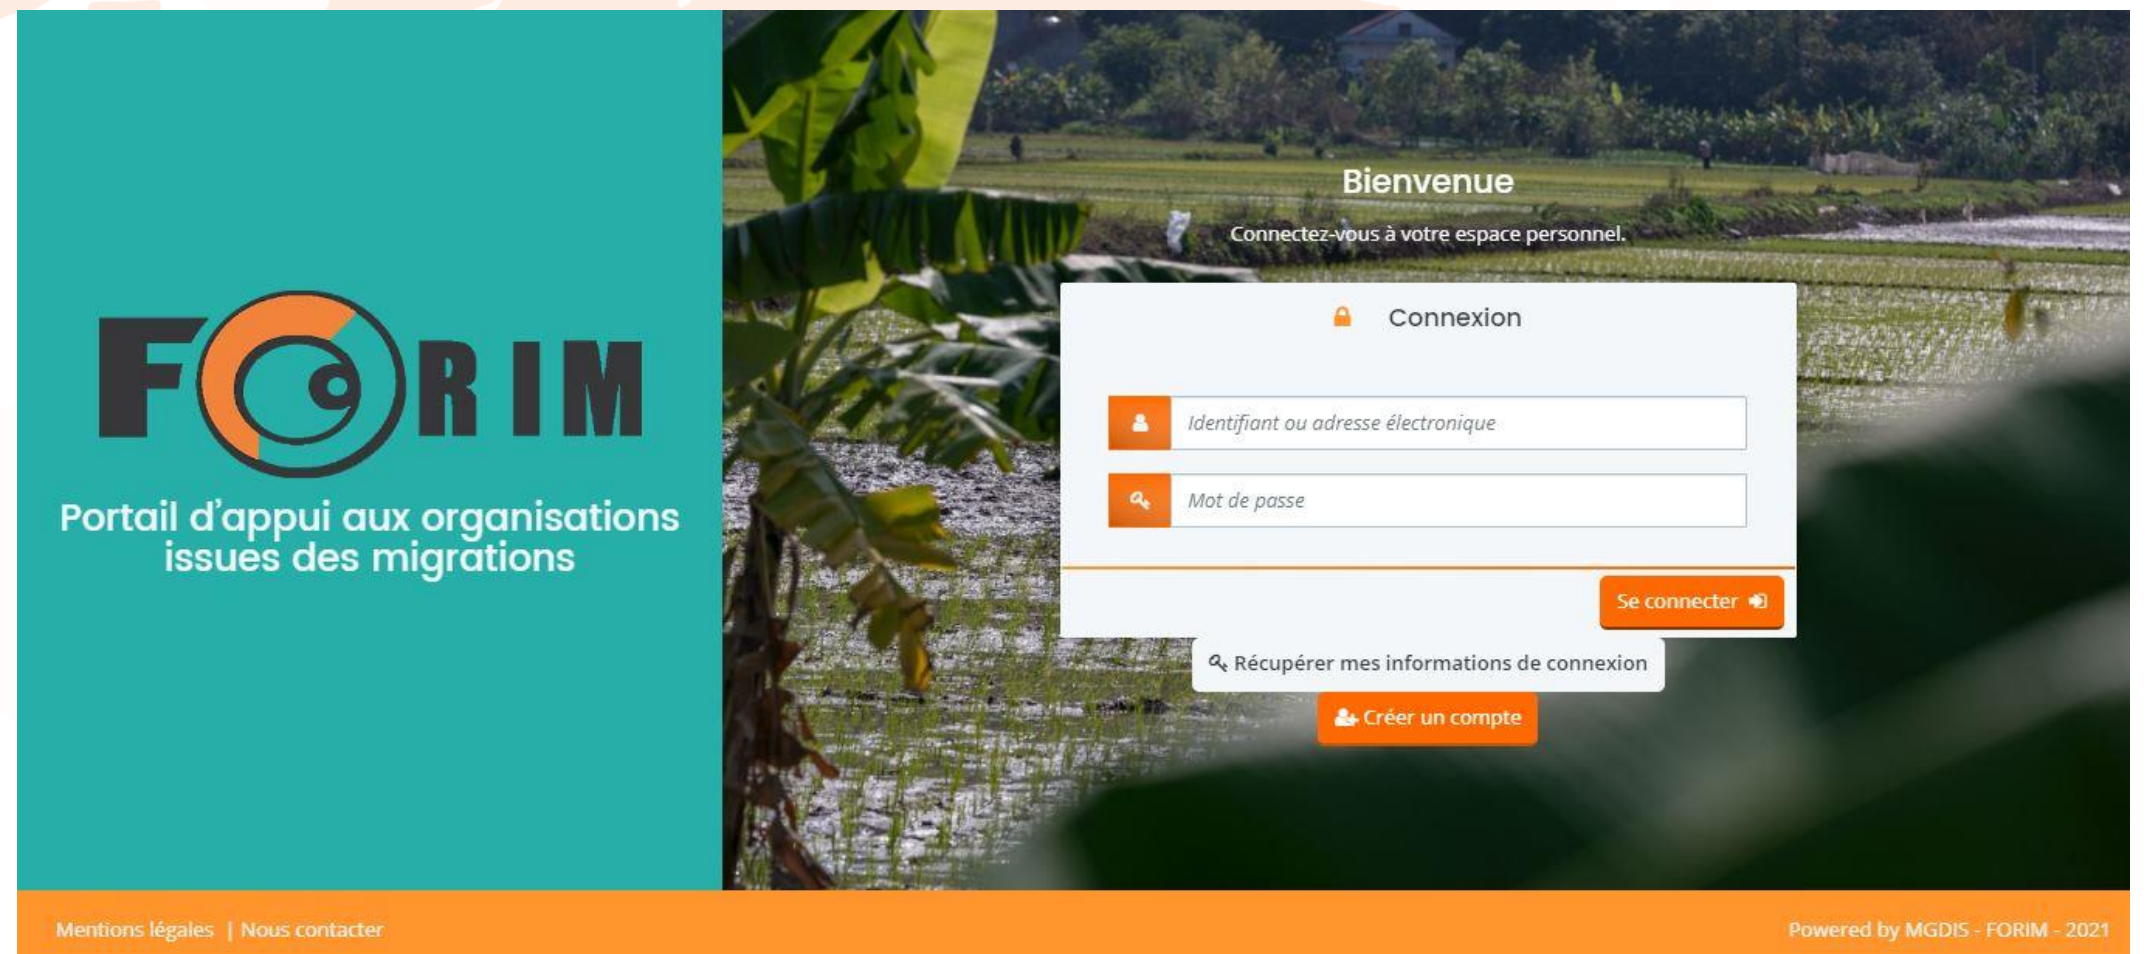 FORIM
Portail d'appui aux organisations
issues des migrations
Bienvenue
Connectez-vous à votre espace personnel.
Connexion
Identifiant ou adresse électronique
Mot de passe
Se connecter
Récupérer mes informations de connexion
Créer un compte
Mentions légales | Nous contacter
Powered by MGDIS - FORIM - 2021